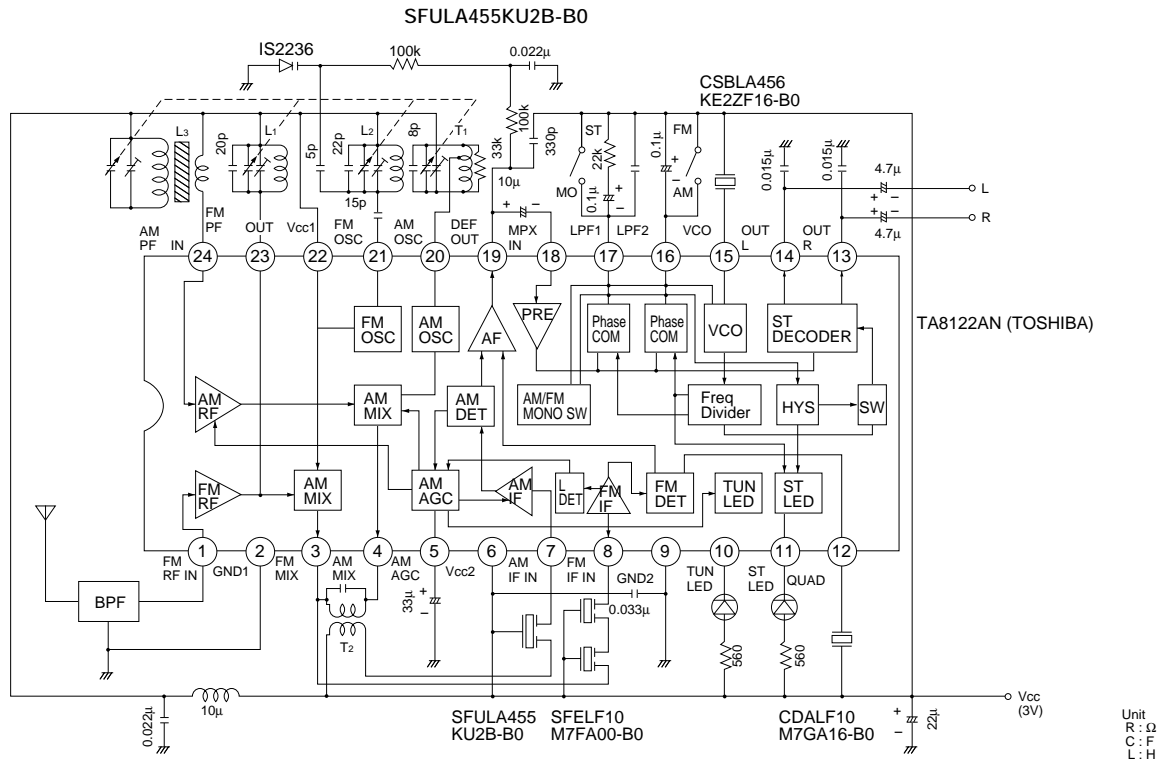 SFULA455KU2B-B0
IS2236
100k
0.022μ
CSBLA456
KE2ZF16-B0
L3
20p
L1
5p
22p
L2
8p
T1
33k
100k
330p
ST
22k
MO
0.1μ
+
−
0.1μ
+
−
FM
AM
0.015μ
0.015μ
4.7μ
+ −
L
+ −
R
4.7μ
15p
10μ
+ −
AM
PF
FM
PF
IN
OUT
Vcc1
FM
OSC
AM
OSC
DEF
OUT
MPX
IN
LPF1
LPF2
VCO
OUT
L
OUT
R
24
23
22
21
20
19
18
17
16
15
14
13
TA8122AN (TOSHIBA)
FM
OSC
AM
OSC
AF
PRE
Phase
COM
Phase
COM
VCO
ST
DECODER
AM
RF
AM
MIX
AM
DET
AM/FM
MONO SW
Freq
Divider
HYS
SW
FM
RF
AM
MIX
AM
AGC
AM
IF
L
DET
FM
IF
FM
DET
TUN
LED
ST
LED
1
2
3
4
5
6
7
8
9
10
11
12
FM
RF IN
GND1
FM
MIX
AM
MIX
AM
AGC
Vcc2
AM
IF IN
FM
IF IN
GND2
TUN
LED
ST
LED
QUAD
BPF
T2
33μ
+
−
0.033μ
560
560
0.022μ
10μ
Vcc
(3V)
+
−
22μ
SFULA455
KU2B-B0
SFELF10
M7FA00-B0
CDALF10
M7GA16-B0
Unit
R : Ω
C : F
L : H